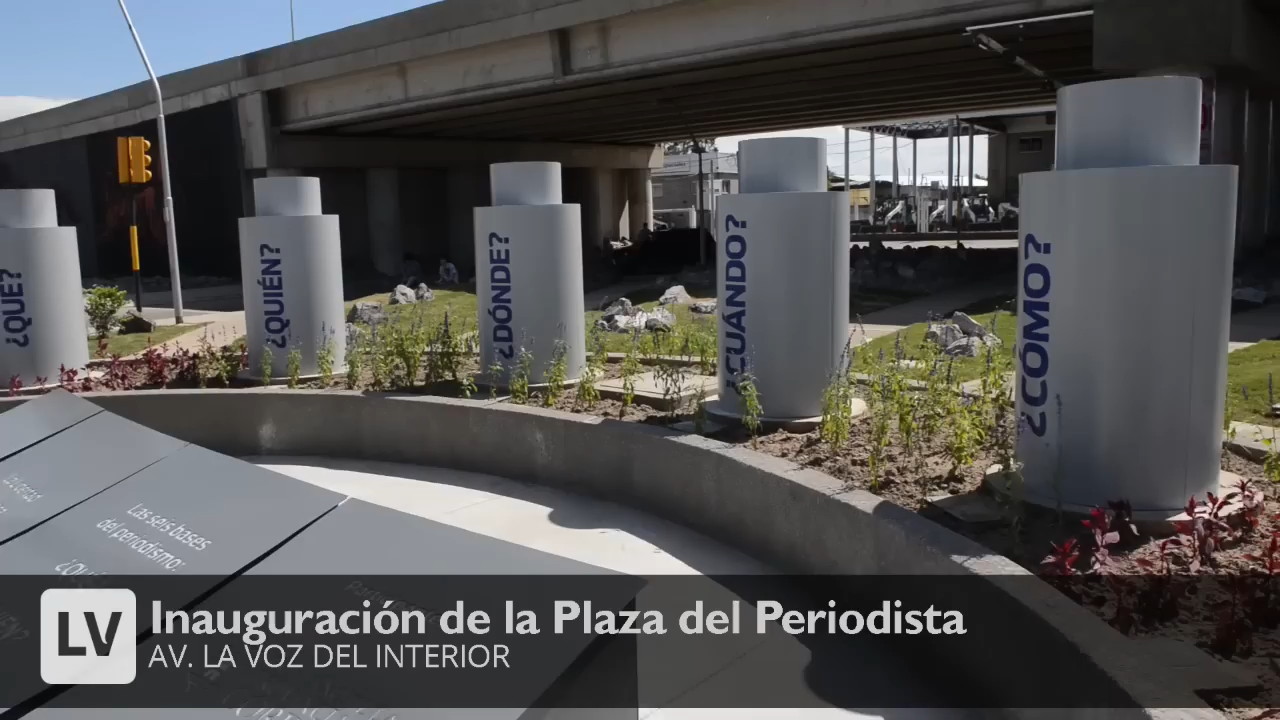 ¿QUÉ?
¿QUIÉN?
¿DÓNDE?
¿CUÁNDO?
¿CÓMO?
Las seis bases
del periodismo:
LV
Inauguración de la Plaza del Periodista
AV. LA VOZ DEL INTERIOR